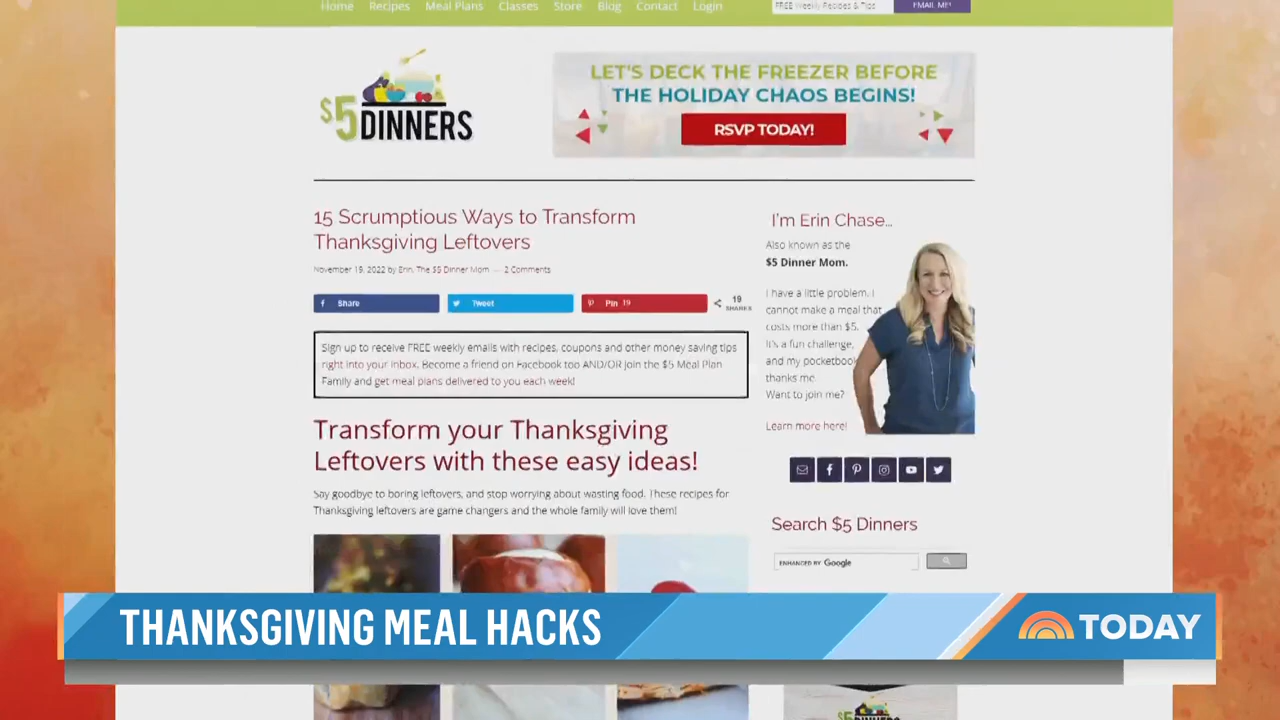 Home Recipes Meal Plans Classes Store Blog Contact Login
FREE Weekly Recipes & Tips
EMAIL ME!
$5 DINNERS
LET'S DECK THE FREEZER BEFORE
THE HOLIDAY CHAOS BEGINS!
RSVP TODAY!
15 Scrumptious Ways to Transform
Thanksgiving Leftovers
November 19, 2022 by Erin, The $5 Dinner Mom — 2 Comments
Share
Tweet
Pin 19
19
SHARES
Sign up to receive FREE weekly emails with recipes, coupons and other money saving tips
right into your inbox. Become a friend on Facebook too AND/OR join the $5 Meal Plan
Family and get meal plans delivered to you each week!
Transform your Thanksgiving
Leftovers with these easy ideas!
Say goodbye to boring leftovers, and stop worrying about wasting food. These recipes for
Thanksgiving leftovers are game changers and the whole family will love them!
I'm Erin Chase...
Also known as the
$5 Dinner Mom.
I have a little problem. I
cannot make a meal that
costs more than $5.
It's a fun challenge,
and my pocketbook
thanks me.
Want to join me?
Learn more here!
Search $5 Dinners
ENHANCED BY Google
THANKSGIVING MEAL HACKS
TODAY
$5 DINNERS